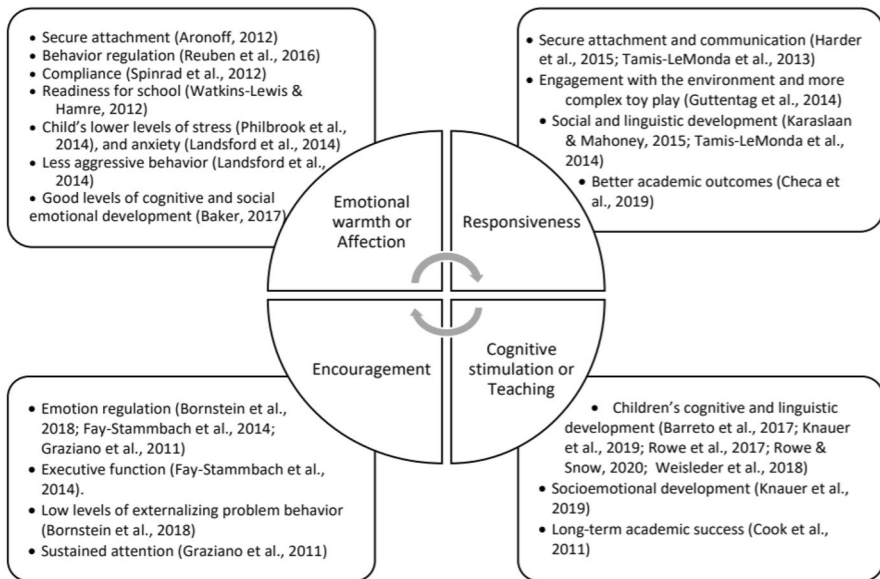 • Secure attachment (Aronoff, 2012)
• Behavior regulation (Reuben et al., 2016)
• Compliance (Spinrad et al., 2012)
• Readiness for school (Watkins-Lewis &
Hamre, 2012)
• Child's lower levels of stress (Philbrook et al.,
2014), and anxiety (Landsford et al., 2014)
• Less aggressive behavior (Landsford et al.,
2014)
• Good levels of cognitive and social
emotional development (Baker, 2017)
• Secure attachment and communication (Harder
et al., 2015; Tamis-LeMonda et al., 2013)
• Engagement with the environment and more
complex toy play (Guttentag et al., 2014)
• Social and linguistic development (Karaslaan
& Mahoney, 2015; Tamis-LeMonda et al.,
2014)
• Better academic outcomes (Checa et
al., 2019)
Emotional
warmth or
Affection
Responsiveness
Encouragement
Cognitive
stimulation or
Teaching
• Emotion regulation (Bornstein et al.,
2018; Fay-Stammbach et al., 2014;
Graziano et al., 2011)
• Executive function (Fay-Stammbach et al.,
2014).
• Low levels of externalizing problem behavior
(Bornstein et al., 2018)
• Sustained attention (Graziano et al., 2011)
• Children's cognitive and linguistic
development (Barreto et al., 2017; Knauer
et al., 2019; Rowe et al., 2017; Rowe &
Snow, 2020; Weisleder et al., 2018)
• Socioemotional development (Knauer et al.,
2019)
• Long-term academic success (Cook et al.,
2011)